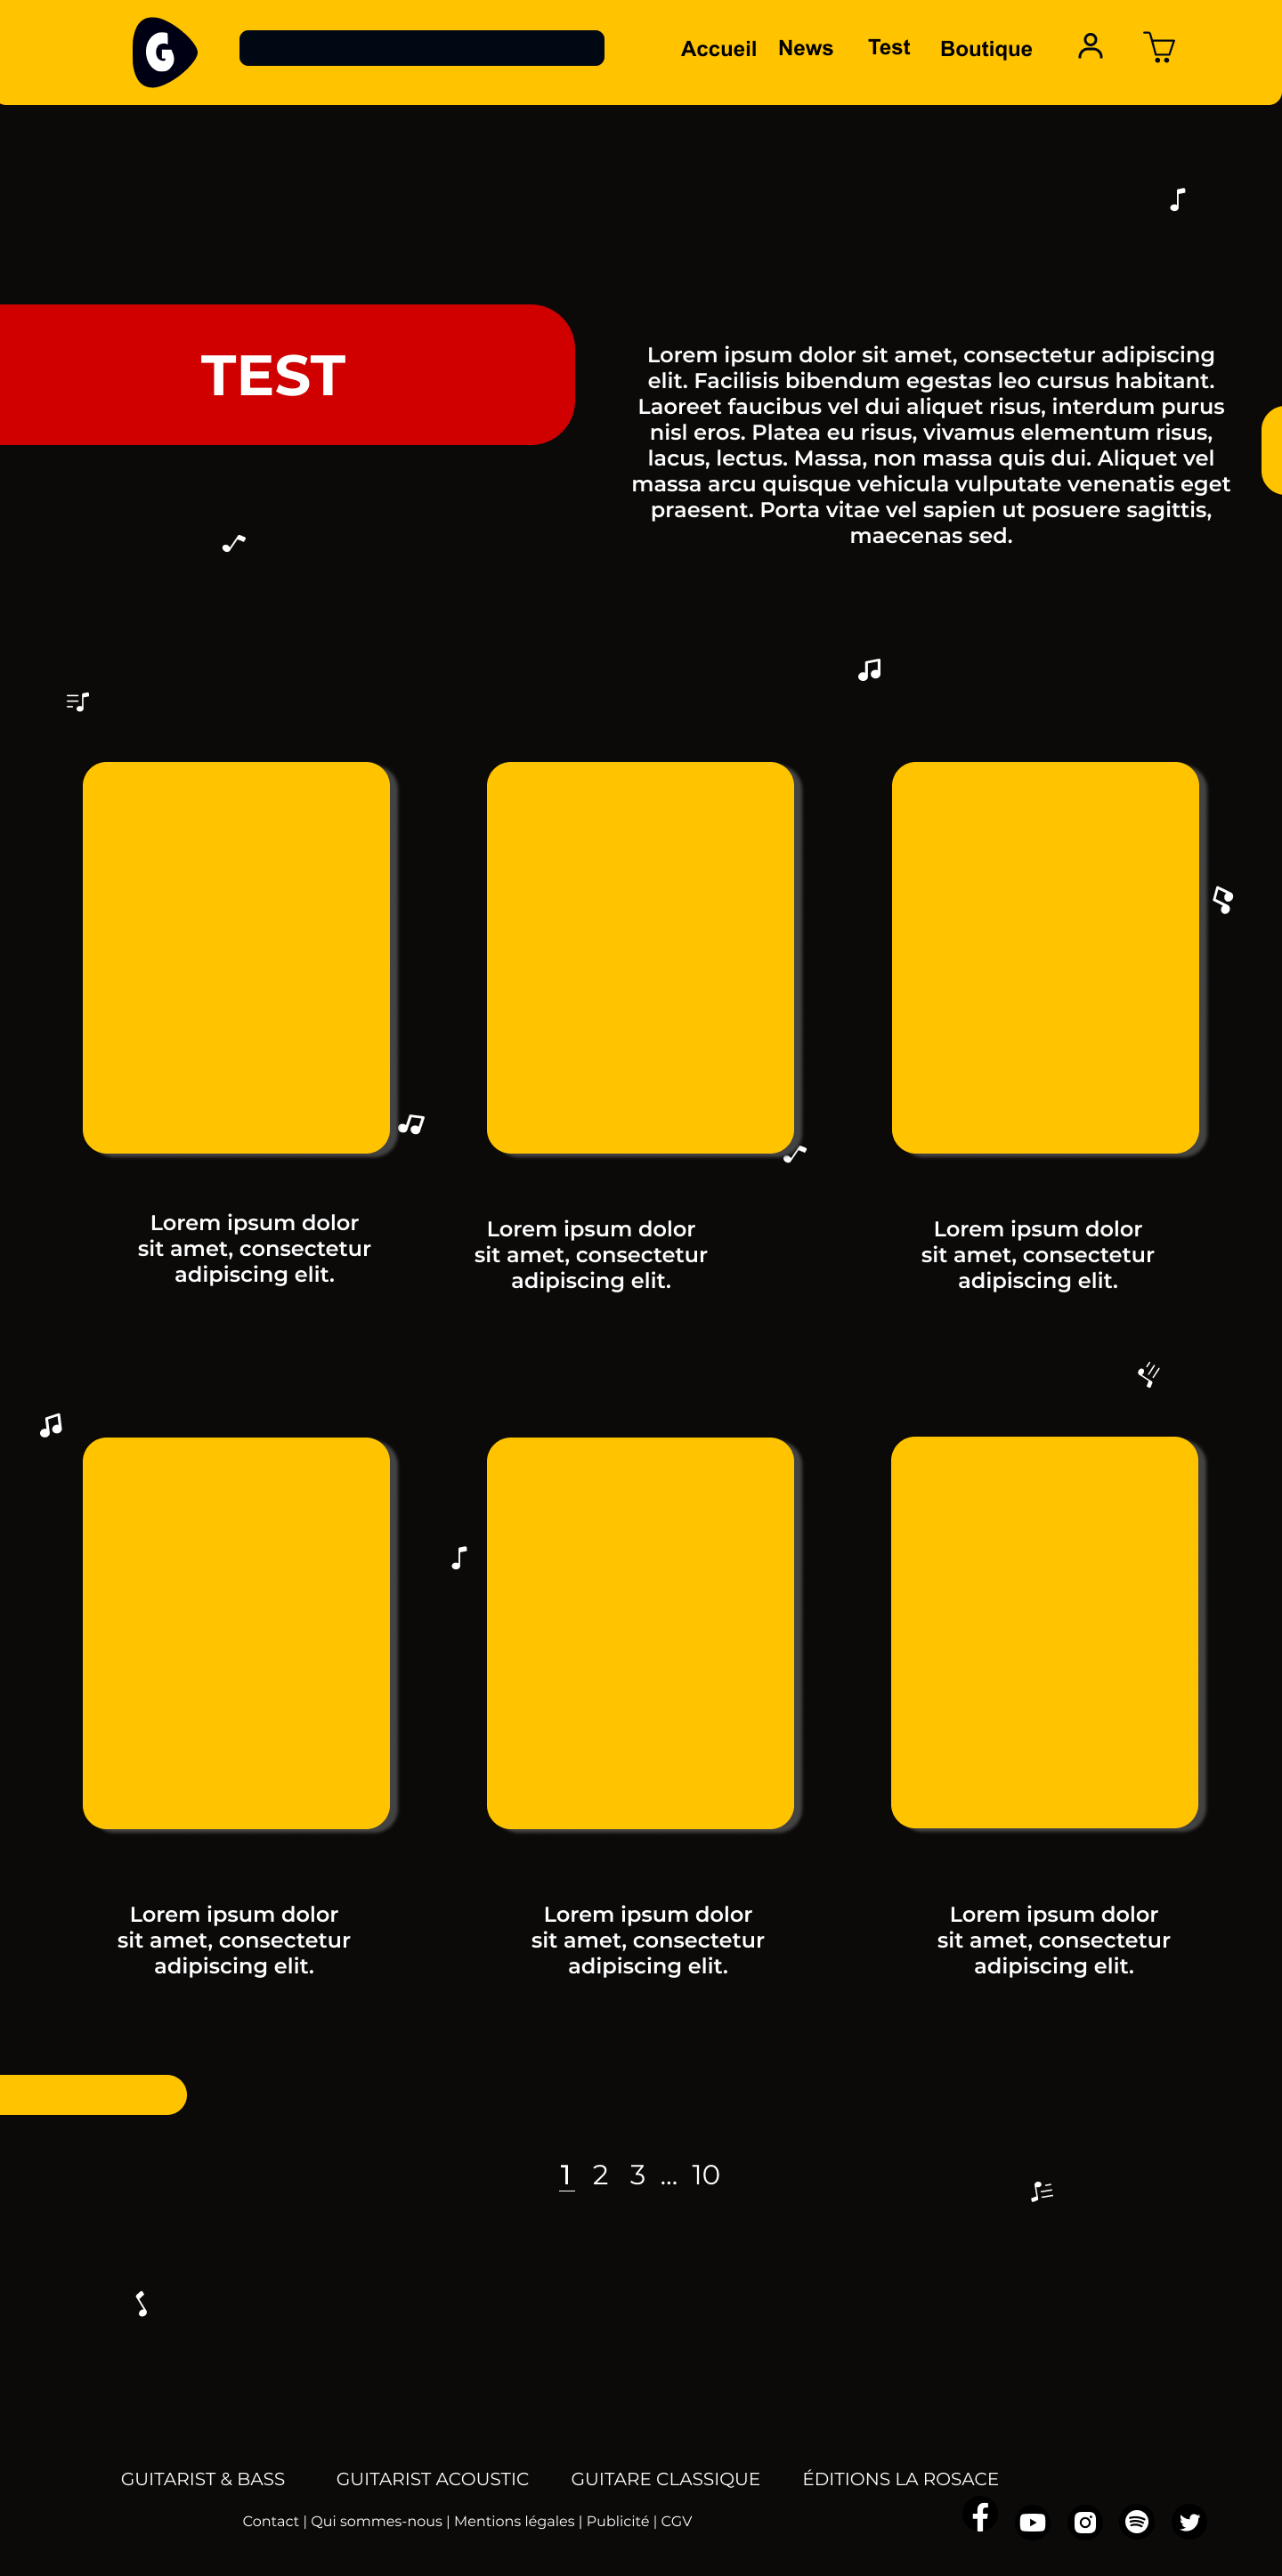 G
Accueil News Test Boutique
TEST
Lorem ipsum dolor sit amet, consectetur adipiscing
elit. Facilisis bibendum egestas leo cursus habitant.
Laoreet faucibus vel dui aliquet risus, interdum purus
nisl eros. Platea eu risus, vivamus elementum risus,
lacus, lectus. Massa, non massa quis dui. Aliquet vel
massa arcu quisque vehicula vulputate venenatis eget
praesent. Porta vitae vel sapien ut posuere sagittis,
maecenas sed.
Lorem ipsum dolor
sit amet, consectetur
adipiscing elit.
Lorem ipsum dolor
sit amet, consectetur
adipiscing elit.
Lorem ipsum dolor
sit amet, consectetur
adipiscing elit.
Lorem ipsum dolor
sit amet, consectetur
adipiscing elit.
Lorem ipsum dolor
sit amet, consectetur
adipiscing elit.
Lorem ipsum dolor
sit amet, consectetur
adipiscing elit.
1 2 3 ... 10
GUITARIST & BASS GUITARIST ACOUSTIC GUITARE CLASSIQUE ÉDITIONS LA ROSACE
Contact | Qui sommes-nous | Mentions légales | Publicité | CGV